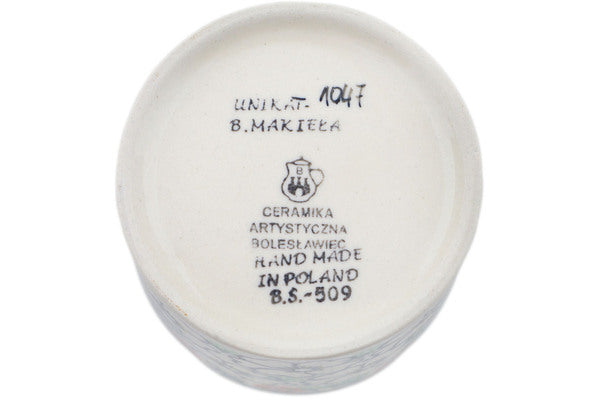 UNIKAT-1047
B.MAKIEŁA
B
CERAMIKA
ARTYSTYCZNA
BOLESŁAWIEC
HAND MADE
IN POLAND
B.S.-509